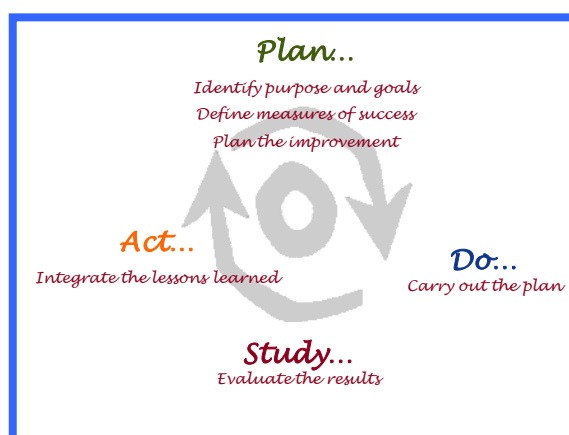 Plan...
Identify purpose and goals
Define measures of success
Plan the improvement
Act...
Integrate the lessons learned
Do...
Carry out the plan
Study...
Evaluate the results